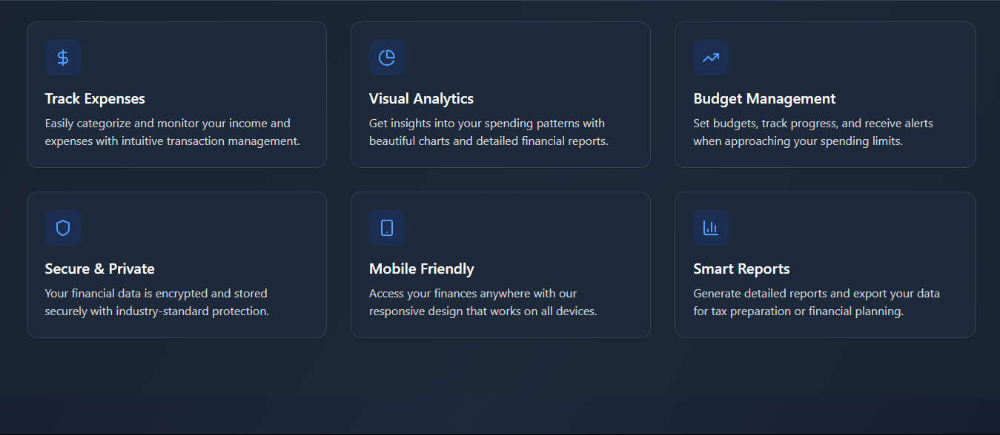 Track Expenses
Easily categorize and monitor your income and
expenses with intuitive transaction management.
Visual Analytics
Get insights into your spending patterns with
beautiful charts and detailed financial reports.
Budget Management
Set budgets, track progress, and receive alerts
when approaching your spending limits.
Secure & Private
Your financial data is encrypted and stored
securely with industry-standard protection.
Mobile Friendly
Access your finances anywhere with our
responsive design that works on all devices.
Smart Reports
Generate detailed reports and export your data
for tax preparation or financial planning.